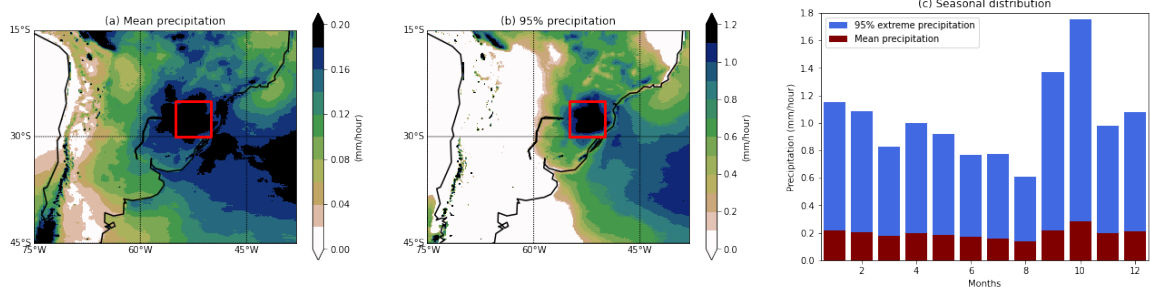 (a) Mean precipitation
15°S
30°S
45°S
75°W
60°W
45°W
0.20
0.16
0.12
0.08
0.04
0.00
(mm/hour)
(b) 95% precipitation
15°S
30°S
45°S
75°W
60°W
45°W
1.2
1.0
0.8
0.6
0.4
0.2
0.0
(mm/hour)
(c) Seasonal distribution
95% extreme precipitation
Mean precipitation
Precipitation (mm/hour)
1.8
1.6
1.4
1.2
1.0
0.8
0.6
0.4
0.2
0.0
2
4
6
8
10
12
Months